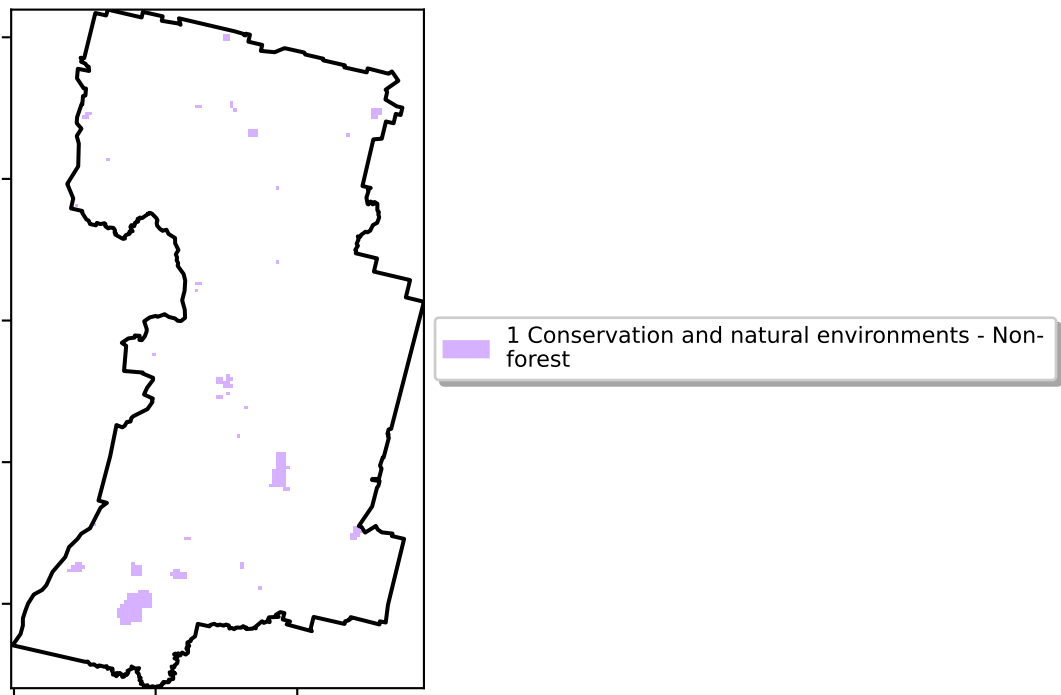 1 Conservation and natural environments - Non-
forest